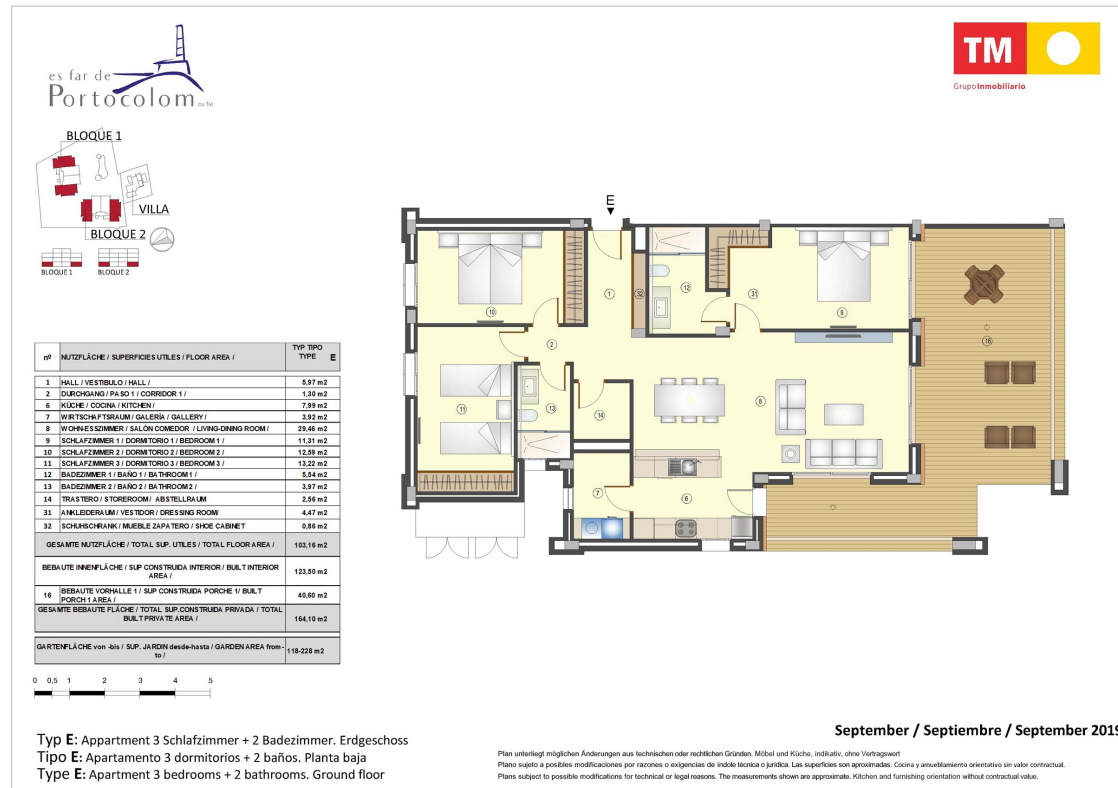 es far de
Portocolom by TM
TM
Grupo Inmobiliario
BLOQUE 1
VILLA
BLOQUE 2
BLOQUE 1 BLOQUE 2
E
10
1
32
12
31
9
16
2
11
13
14
8
7
6
nº NUTZFLÄCHE / SUPERFICIES UTILES / FLOOR AREA / TYP TIPO TYPE E
1 HALL / VESTIBULO / HALL / 5,97 m2
2 DURCHGANG / PASO 1 / CORRIDOR 1 / 1,30 m2
6 KÜCHE / COCINA / KITCHEN / 7,99 m2
7 WIRTSCHAFTSRAUM / GALERÍA / GALLERY / 3,92 m2
8 WOHN-ESSZIMMER / SALÓN COMEDOR / LIVING-DINING ROOM / 29,46 m2
9 SCHLAFZIMMER 1 / DORMITORIO 1 / BEDROOM 1 / 11,31 m2
10 SCHLAFZIMMER 2 / DORMITORIO 2 / BEDROOM 2 / 12,59 m2
11 SCHLAFZIMMER 3 / DORMITORIO 3 / BEDROOM 3 / 13,22 m2
12 BADEZIMMER 1 / BAÑO 1 / BATHROOM 1 / 5,54 m2
13 BADEZIMMER 2 / BAÑO 2 / BATHROOM 2 / 3,97 m2
14 TRASTERO / STOREROOM / ABSTELLRAUM 2,56 m2
31 ANKLEIDERAUM / VESTIDOR / DRESSING ROOM/ 4,47 m2
32 SCHUHSCHRANK / MUEBLE ZAPATERO / SHOE CABINET 0,86 m2
GESAMTE NUTZFLÄCHE / TOTAL SUP. UTILES / TOTAL FLOOR AREA / 103,16 m2
BEBAUTE INNENFLÄCHE / SUP CONSTRUIDA INTERIOR / BUILT INTERIOR
AREA / 123,50 m2
16 BEBAUTE VORHALLE 1 / SUP CONSTRUIDA PORCHE 1/ BUILT
PORCH 1 AREA / 40,60 m2
GESAMTE BEBAUTE FLÄCHE / TOTAL SUP.CONSTRUIDA PRIVADA / TOTAL
BUILT PRIVATE AREA / 164,10 m2
GARTENFLÄCHE von -bis / SUP. JARDIN desde-hasta / GARDEN AREA from -
to / 118-228 m2
0 0,5 1 2 3 4 5
Typ E: Appartment 3 Schlafzimmer + 2 Badezimmer. Erdgeschoss
Tipo E: Apartamento 3 dormitorios + 2 baños. Planta baja
Type E: Apartment 3 bedrooms + 2 bathrooms. Ground floor
September / Septiembre / September 2019
Plan unterliegt möglichen Änderungen aus technischen oder rechtlichen Gründen. Möbel und Küche, indikativ, ohne Vertragswert
Plano sujeto a posibles modificaciones por razones o exigencias de indole técnica o jurídica. Las superficies son aproximadas. Cocina y amueblamiento orientativo sin valor contractual.
Plans subject to possible modifications for technical or legal reasons. The measurements shown are approximate. Kitchen and furnishing orientation without contractual value.